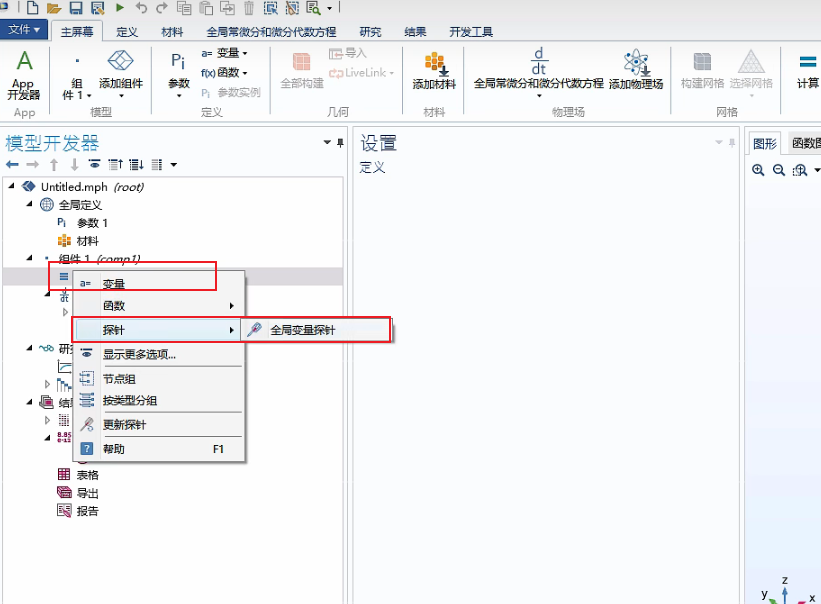 文件 主屏幕 定义 材料 全局常微分和微分代数方程 研究 结果 开发工具
A
App
开发器
App
组
件 1
添加组件
模型
Pi
参数
a= 变量
f(x) 函数
Pi 参数实例
定义
全部构建
导入
LiveLink
几何
添加材料
材料
d
dt
全局常微分和微分代数方程
添加物理场
物理场
构建网格
选择网格
网格
计算
模型开发器
Untitled.mph (root)
全局定义
Pi 参数 1
材料
组件 1 (comp1)
a= 变量
函数
探针
全局变量探针
显示更多选项...
节点组
按类型分组
更新探针
帮助 F1
表格
导出
报告
设置
定义
图形
z
y
x